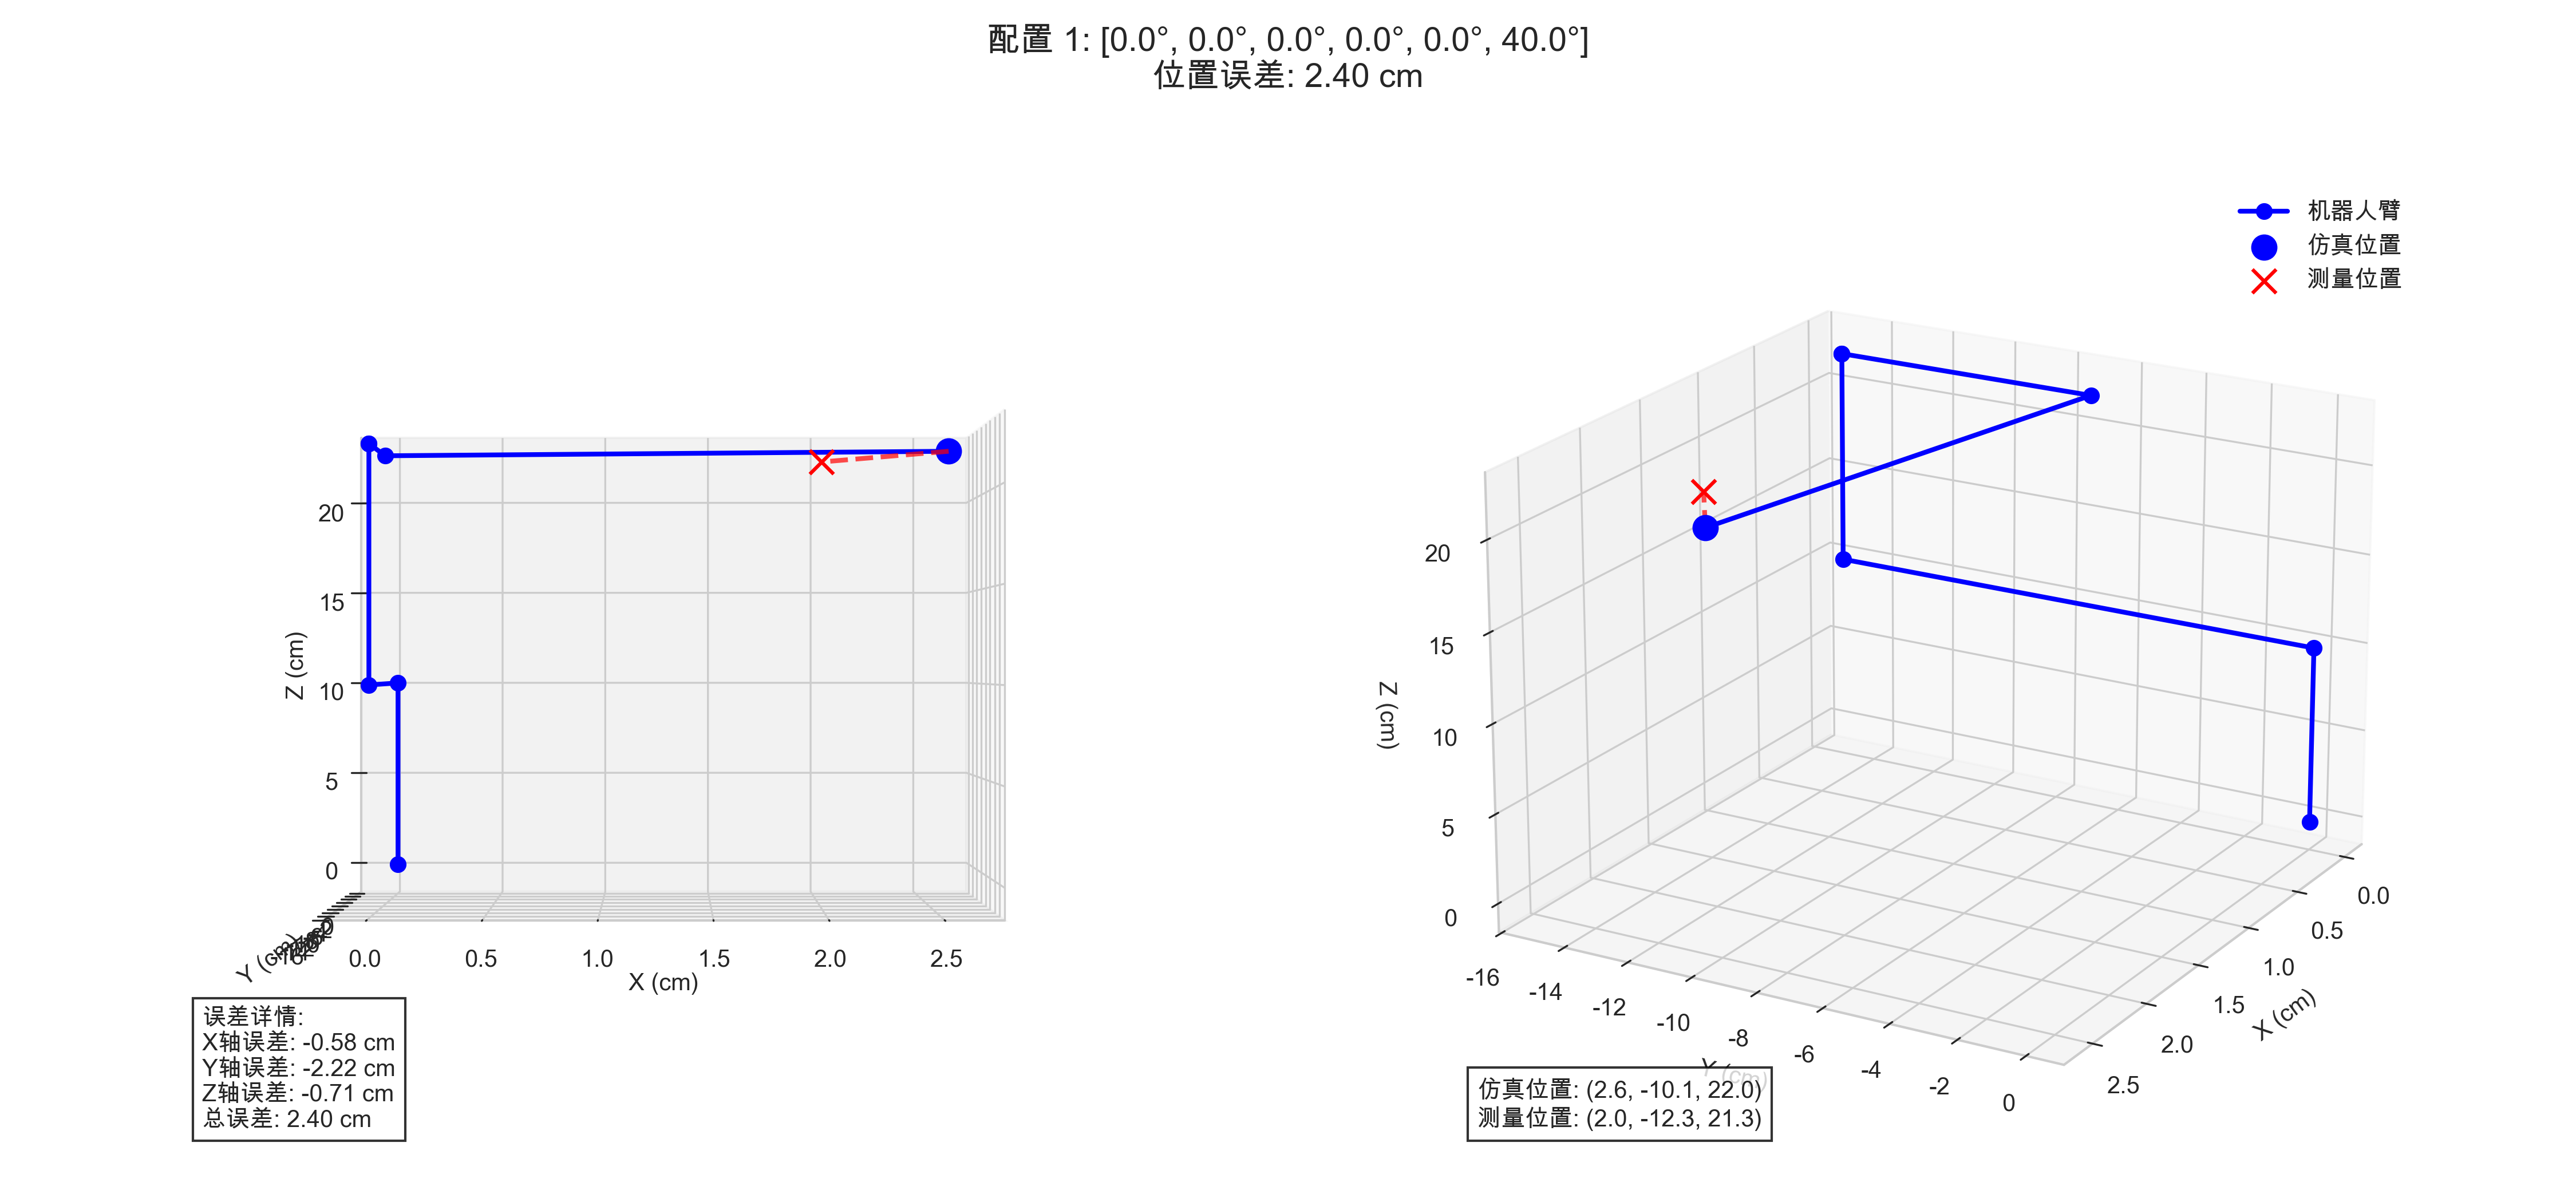 配置 1: [0.0°, 0.0°, 0.0°, 0.0°, 0.0°, 40.0°]
位置误差: 2.40 cm
机器人臂
仿真位置
测量位置
20
15
10
5
0
Z (cm)
Y (cm)
0.0
0.5
1.0
1.5
2.0
2.5
X (cm)
误差详情:
X轴误差: -0.58 cm
Y轴误差: -2.22 cm
Z轴误差: -0.71 cm
总误差: 2.40 cm
20
15
10
5
0
Z (cm)
-16
-14
-12
-10
-8
-6
-4
-2
0
Y (cm)
0.0
0.5
1.0
1.5
2.0
2.5
X (cm)
仿真位置: (2.6, -10.1, 22.0)
测量位置: (2.0, -12.3, 21.3)